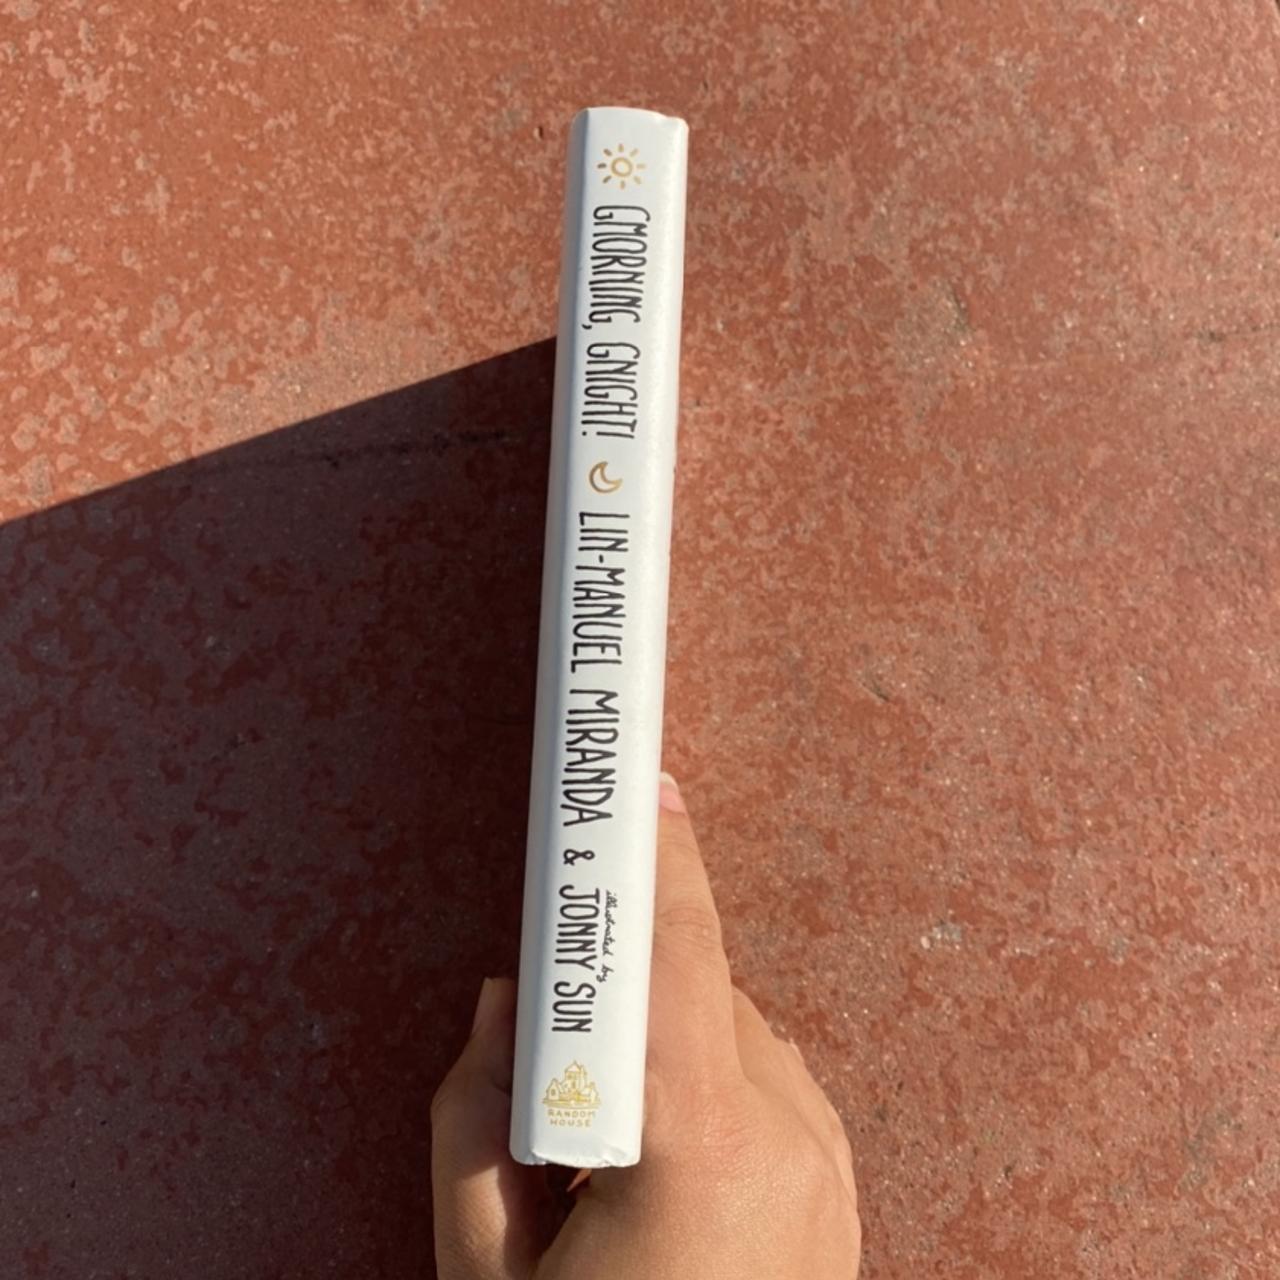 GMORNING, GNIGHT!
LIN-MANUEL MIRANDA & illustrated by JONNY SUN
RANDOM
HOUSE